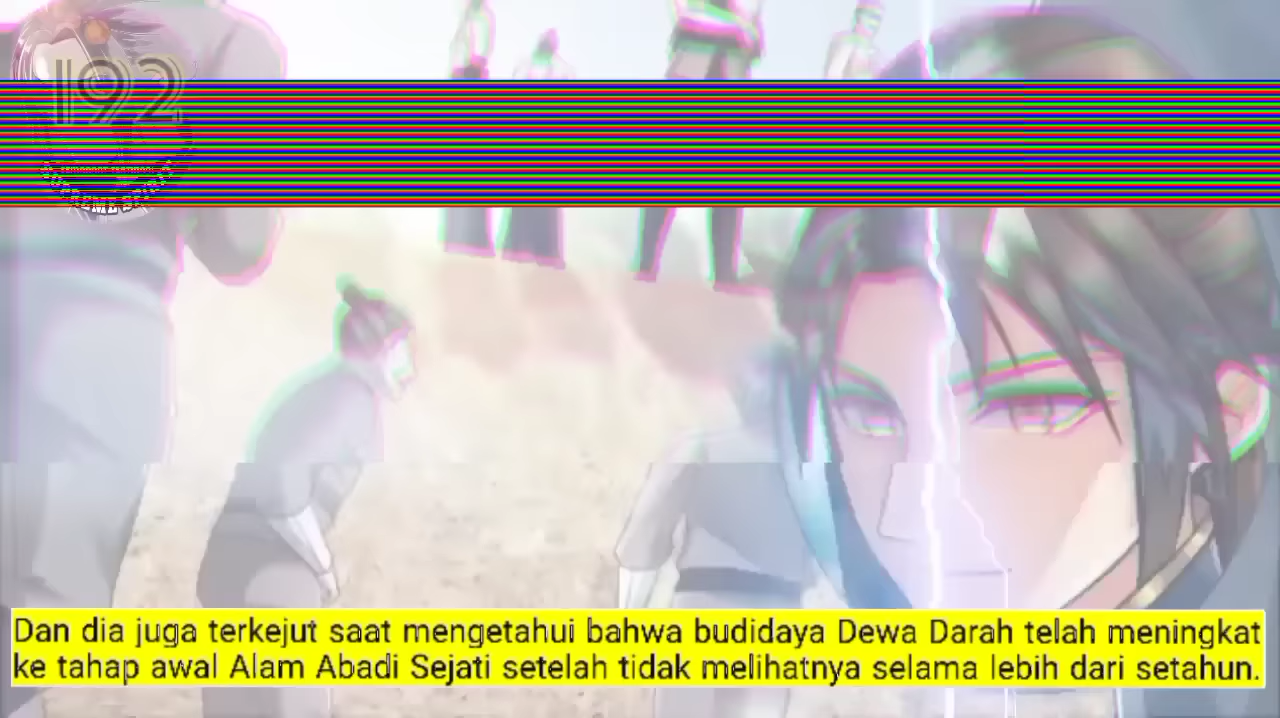 192
Dan dia juga terkejut saat mengetahui bahwa budidaya Dewa Darah telah meningkat
ke tahap awal Alam Abadi Sejati setelah tidak melihatnya selama lebih dari setahun.